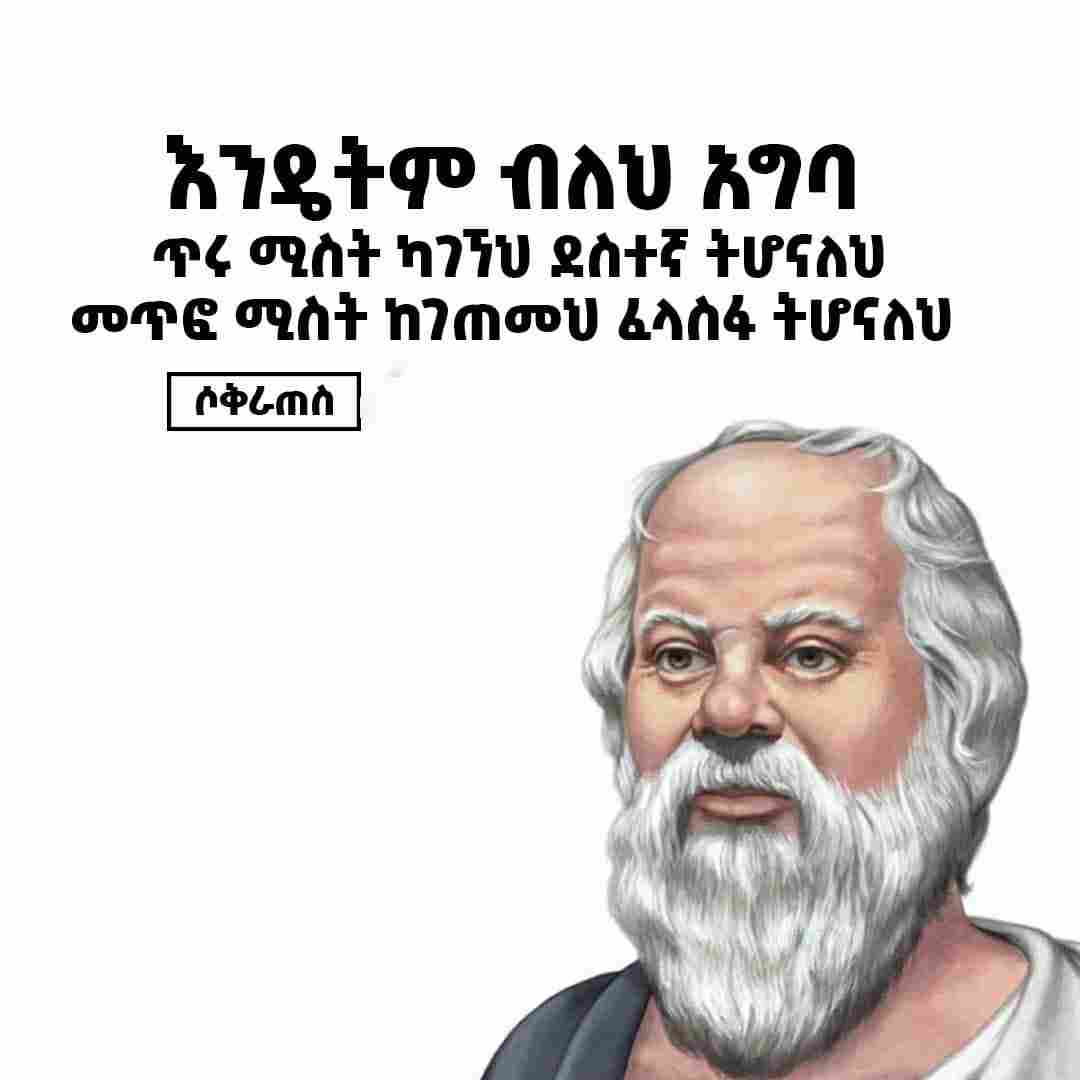 እንዴትም ብለህ አግባ
ጥሩ ሚስት ካገኘህ ደስተኛ ትሆናለህ
መጥፎ ሚስት ከገጠመህ ፈላስፋ ትሆናለህ
ሶቅራጠስ